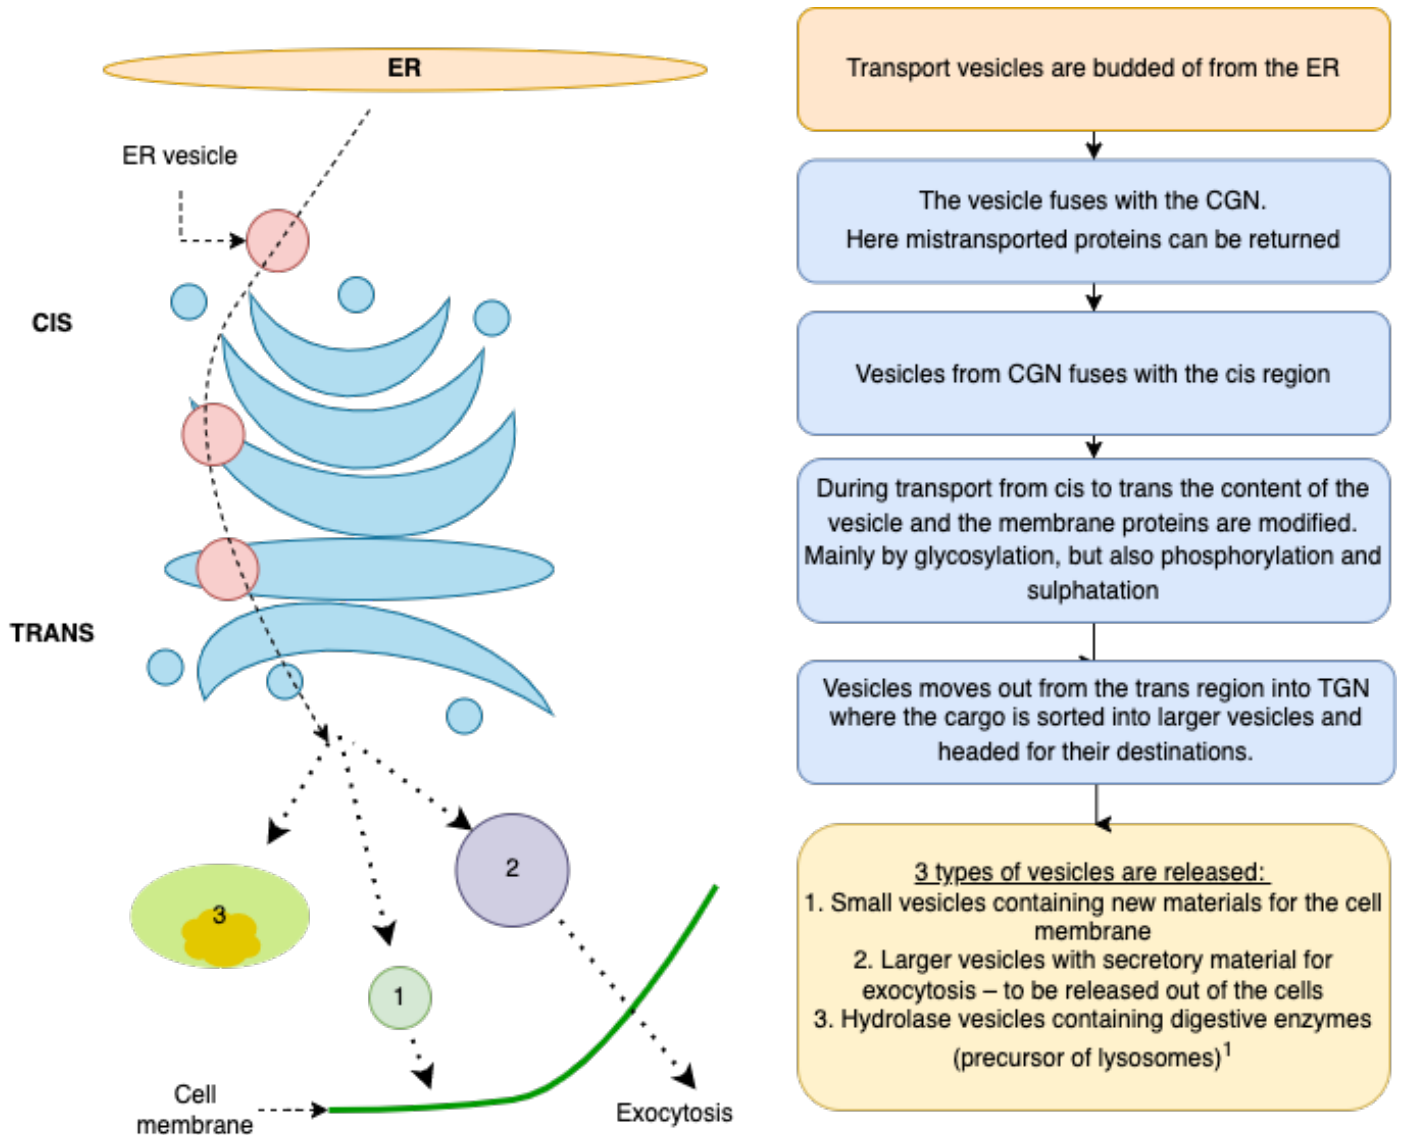 ER
ER vesicle
CIS
TRANS
3
2
1
Cell
membrane
Exocytosis
Transport vesicles are budded of from the ER
The vesicle fuses with the CGN.
Here mistransported proteins can be returned
Vesicles from CGN fuses with the cis region
During transport from cis to trans the content of the
vesicle and the membrane proteins are modified.
Mainly by glycosylation, but also phosphorylation and
sulphatation
Vesicles moves out from the trans region into TGN
where the cargo is sorted into larger vesicles and
headed for their destinations.
3 types of vesicles are released:
1. Small vesicles containing new materials for the cell
membrane
2. Larger vesicles with secretory material for
exocytosis – to be released out of the cells
3. Hydrolase vesicles containing digestive enzymes
(precursor of lysosomes)¹